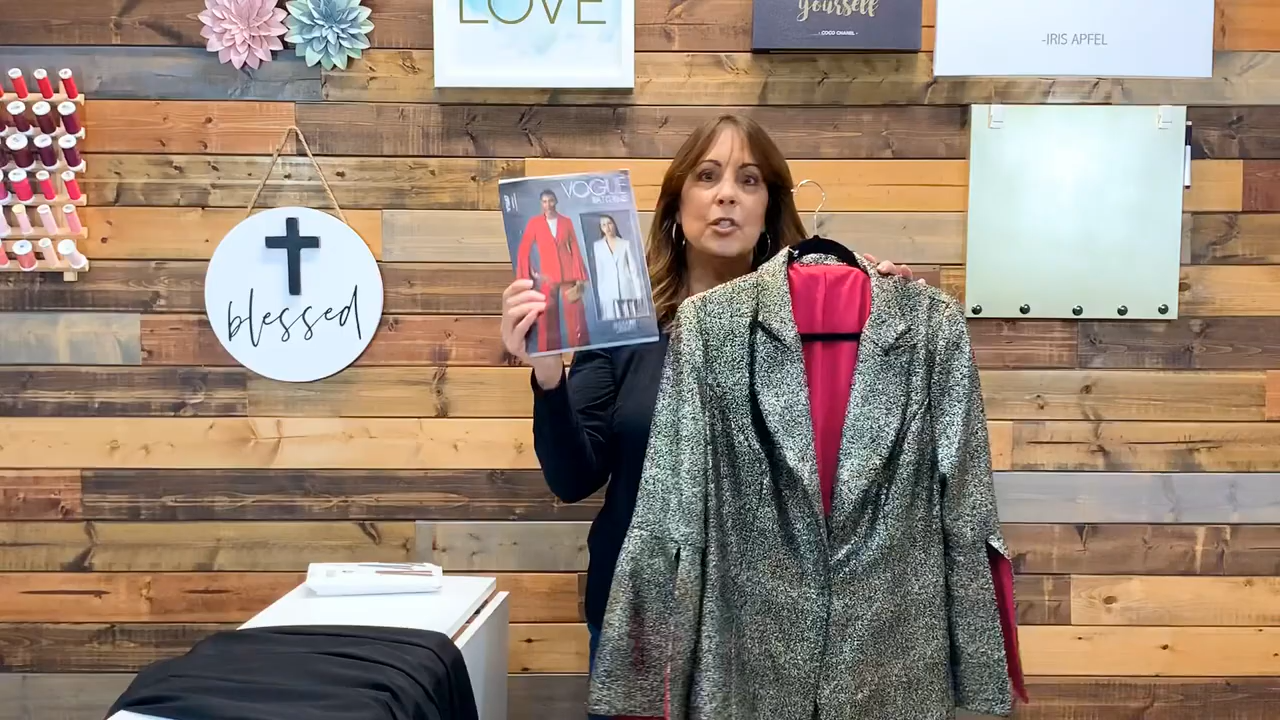 LOVE
yourself
- COCO CHANEL -
-IRIS APFEL
VOGUE
PATTERNS
blessed